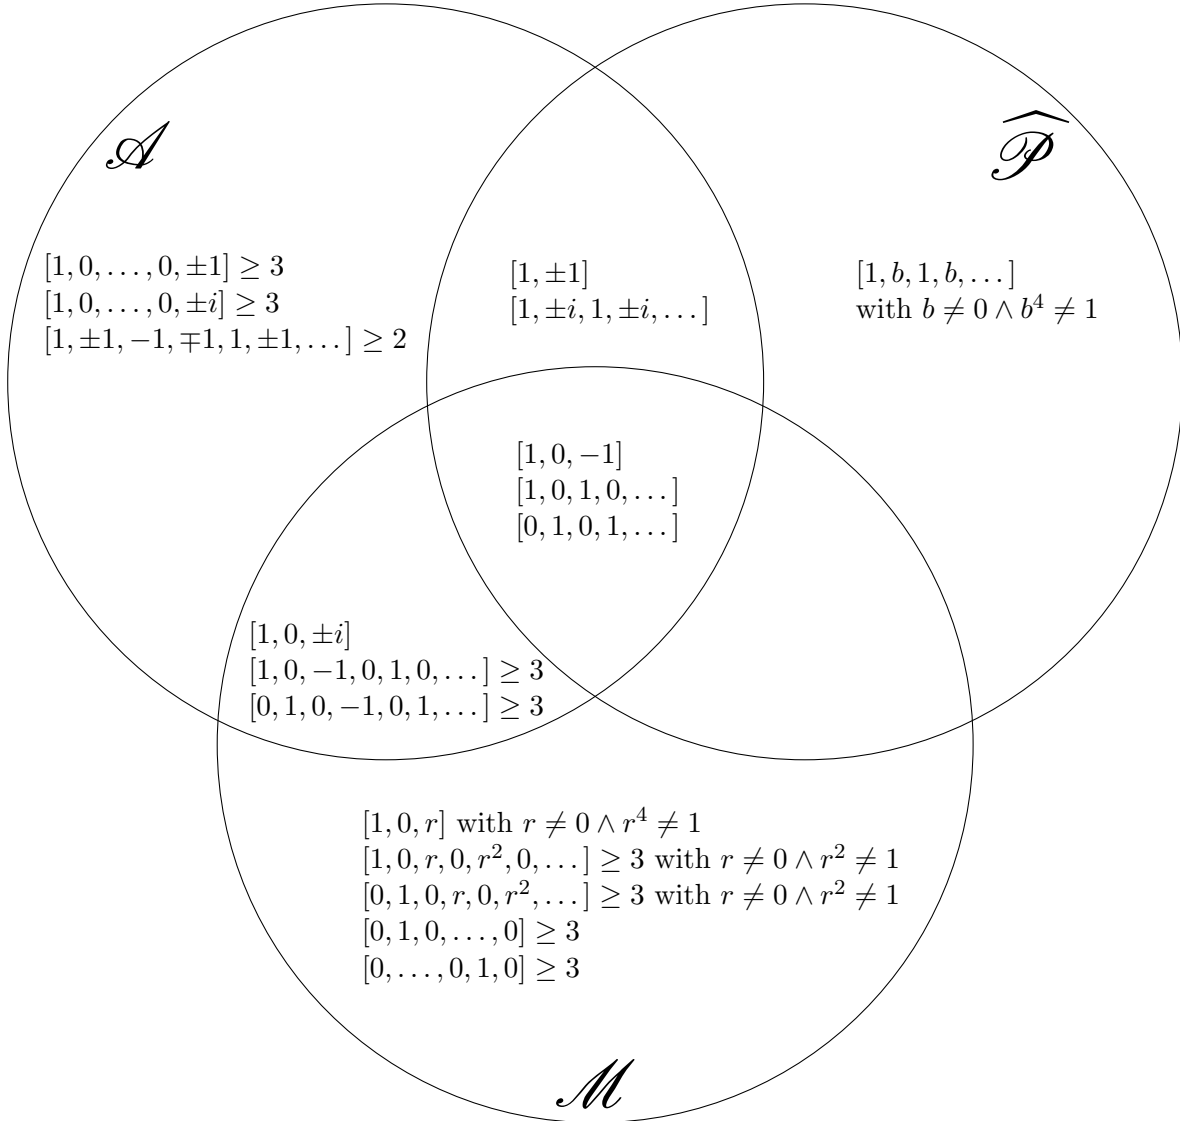 𝒜
𝒫̂
[1, 0, …, 0, ±1] ≥ 3
[1, 0, …, 0, ±i] ≥ 3
[1, ±1, −1, ∓1, 1, ±1, …] ≥ 2
[1, ±1]
[1, ±i, 1, ±i, …]
[1, b, 1, b, …]
with b ≠ 0 ∧ b⁴ ≠ 1
[1, 0, −1]
[1, 0, 1, 0, …]
[0, 1, 0, 1, …]
[1, 0, ±i]
[1, 0, −1, 0, 1, 0, …] ≥ 3
[0, 1, 0, −1, 0, 1, …] ≥ 3
[1, 0, r] with r ≠ 0 ∧ r⁴ ≠ 1
[1, 0, r, 0, r², 0, …] ≥ 3 with r ≠ 0 ∧ r² ≠ 1
[0, 1, 0, r, 0, r², …] ≥ 3 with r ≠ 0 ∧ r² ≠ 1
[0, 1, 0, …, 0] ≥ 3
[0, …, 0, 1, 0] ≥ 3
ℳ